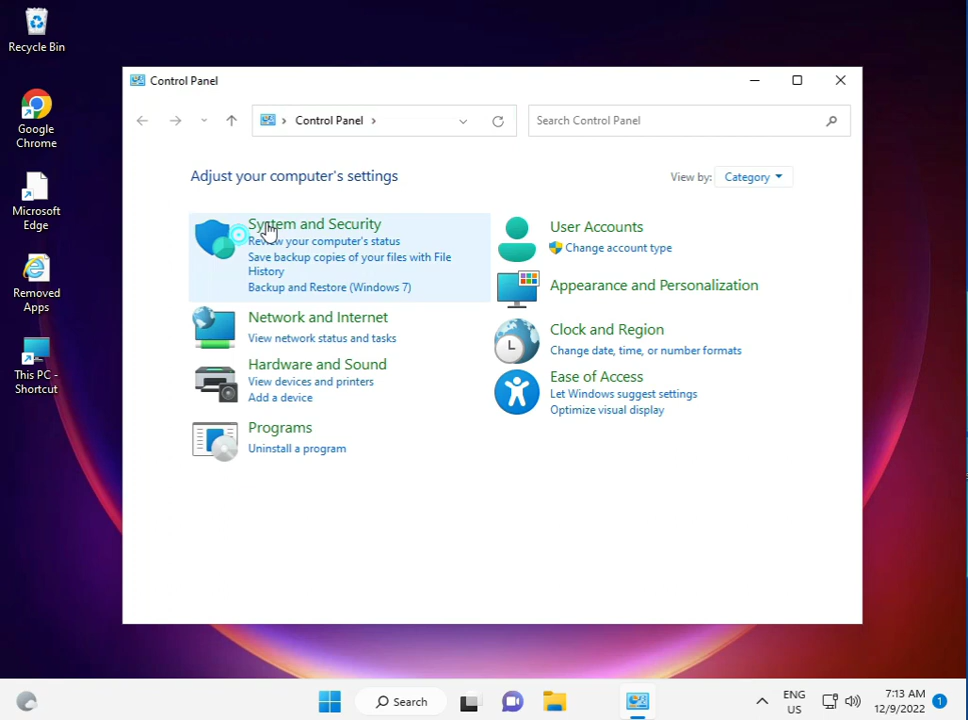 Recycle Bin
Google
Chrome
Microsoft
Edge
Removed
Apps
This PC -
Shortcut
Control Panel
Control Panel
Search Control Panel
Adjust your computer's settings
View by: Category
System and Security
Review your computer's status
Save backup copies of your files with File
History
Backup and Restore (Windows 7)
Network and Internet
View network status and tasks
Hardware and Sound
View devices and printers
Add a device
Programs
Uninstall a program
User Accounts
Change account type
Appearance and Personalization
Clock and Region
Change date, time, or number formats
Ease of Access
Let Windows suggest settings
Optimize visual display
Search
ENG
US
7:13 AM
12/9/2022
1